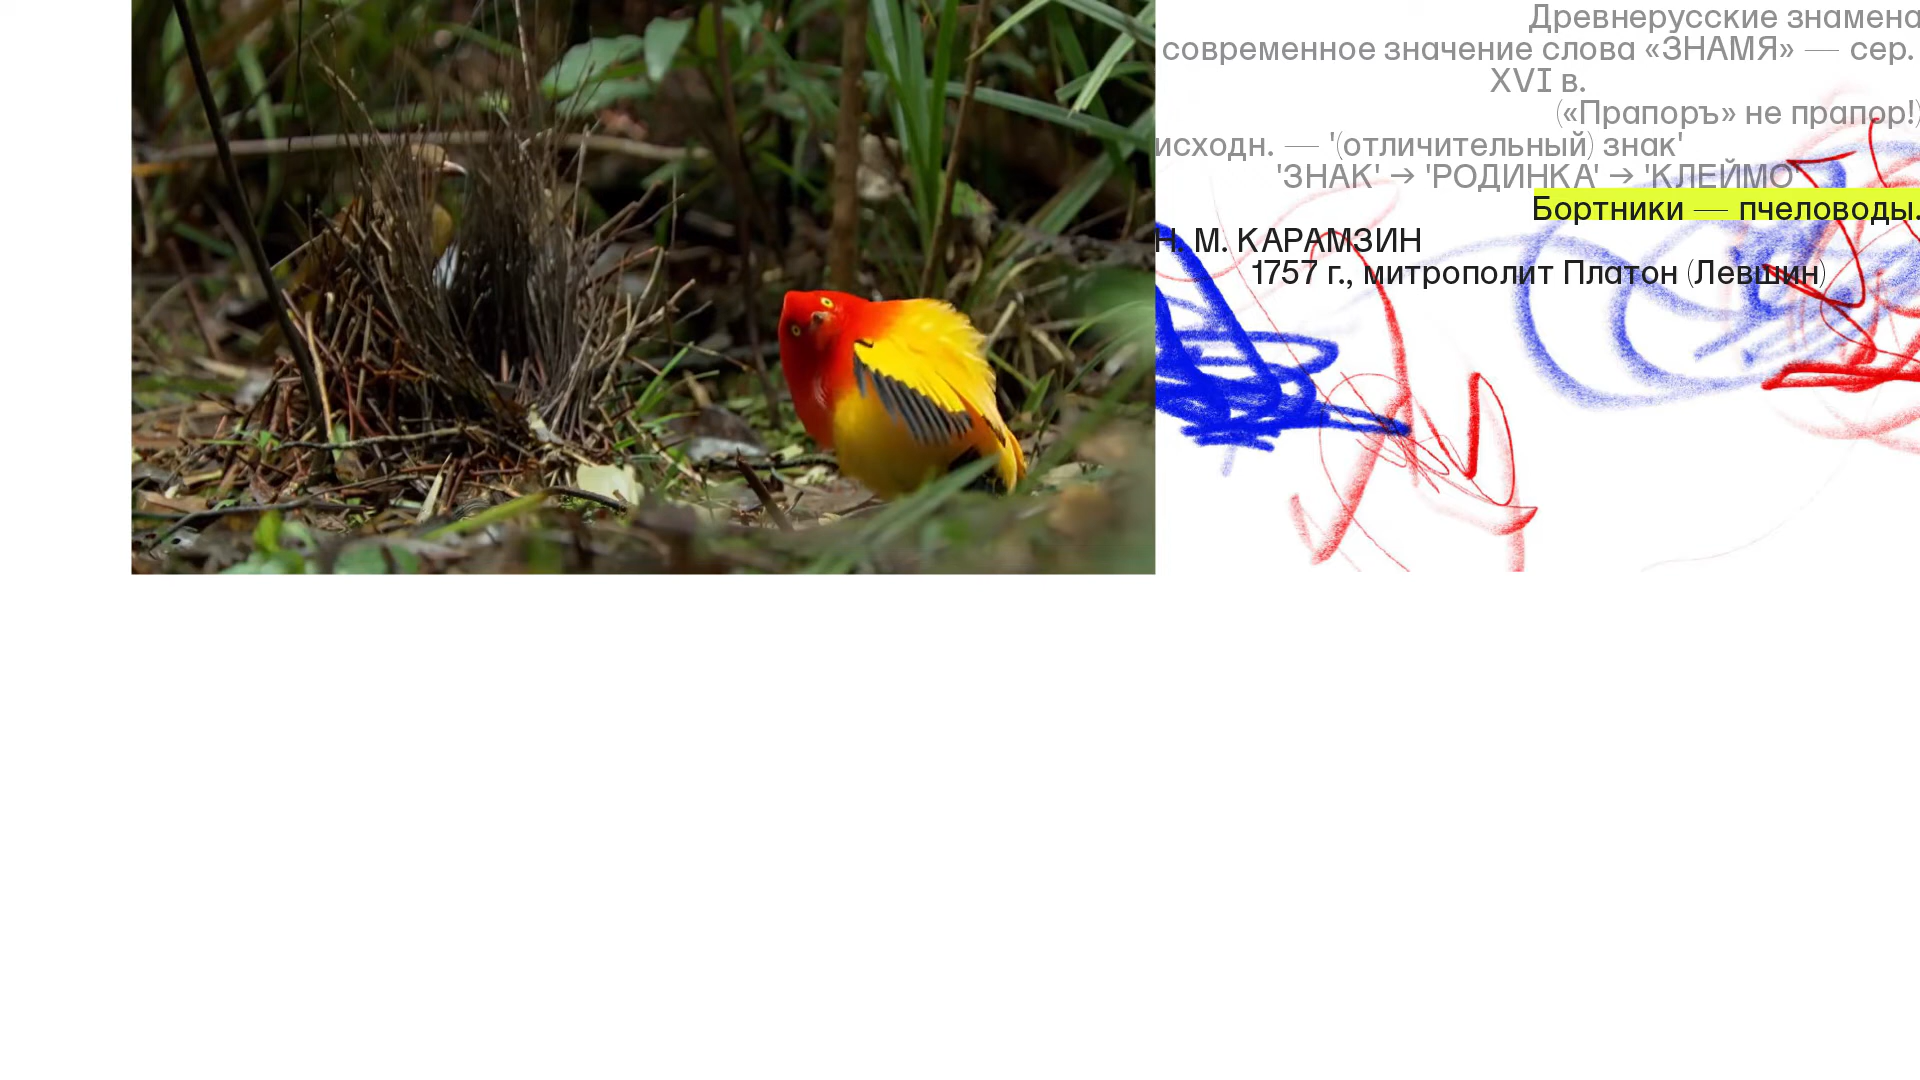 Древнерусские знамена
современное значение слова «ЗНАМЯ» — сер.
XVI в.
(«Прапоръ» не прапор!)
исходн. — '(отличительный) знак'
'ЗНАК' → 'РОДИНКА' → 'КЛЕЙМО'
Бортники — пчеловоды.
Н. М. КАРАМЗИН
1757 г., митрополит Платон (Левшин)